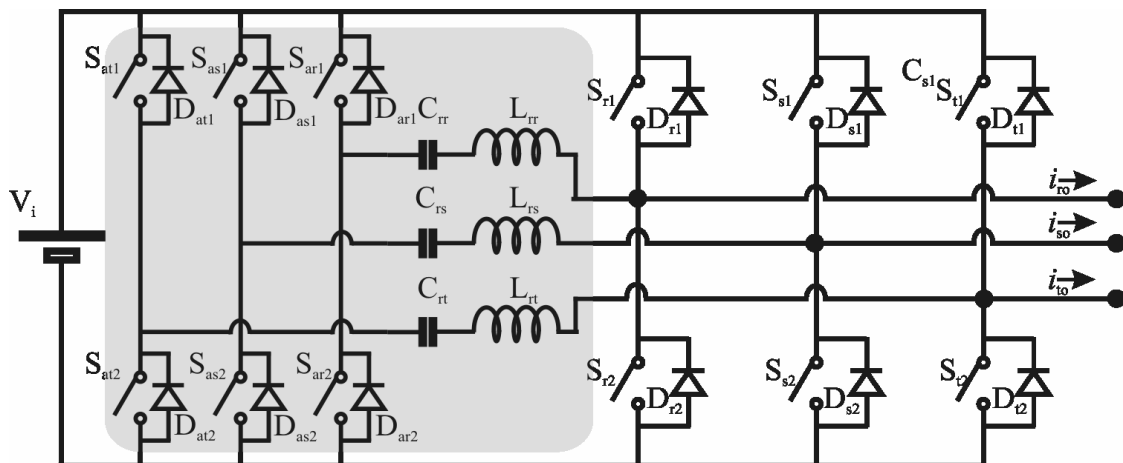 S_at1 S_as1 S_ar1
D_at1 D_as1 D_ar1
C_rr L_rr
S_r1 S_s1 C_s1 S_t1
D_r1 D_s1 D_t1
V_i
C_rs L_rs
C_rt L_rt
i_ro
i_so
i_to
S_at2 S_as2 S_ar2
D_at2 D_as2 D_ar2
S_r2 S_s2 S_t2
D_r2 D_s2 D_t2